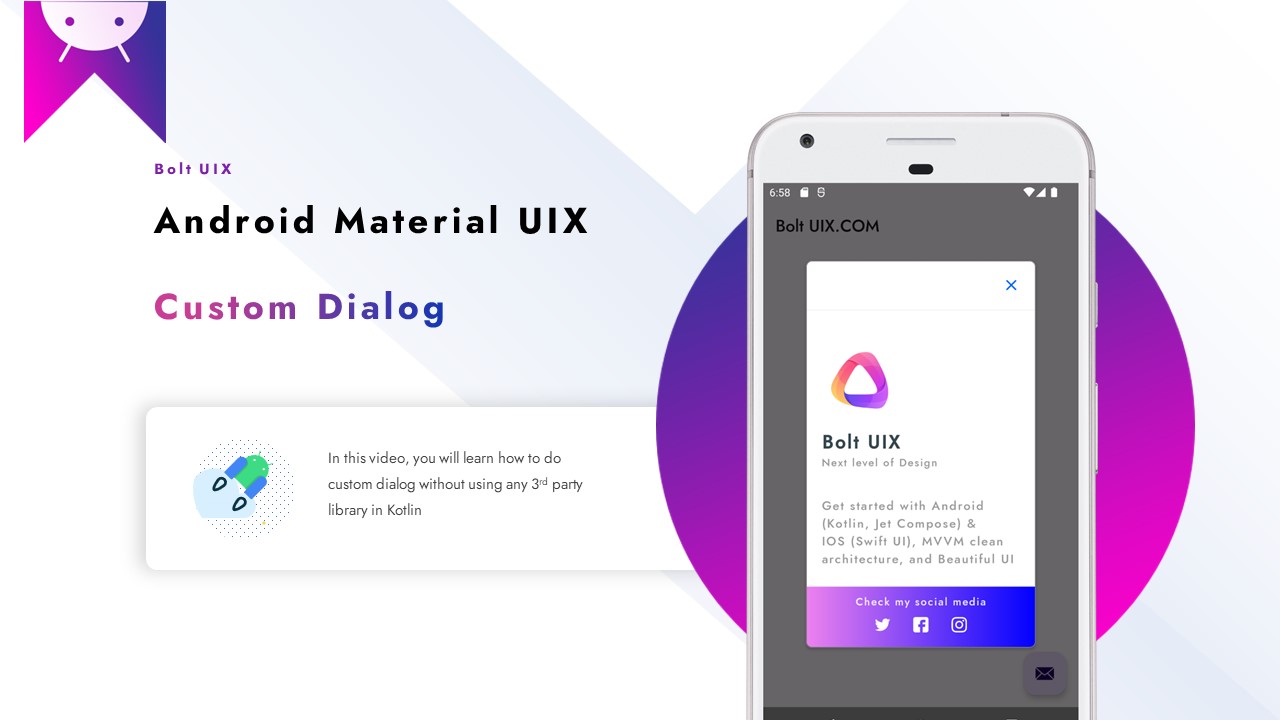 Bolt UIX
Android Material UIX
Custom Dialog
In this video, you will learn how to do
custom dialog without using any 3rd party
library in Kotlin
6:58
Bolt UIX.COM
Bolt UIX
Next level of Design
Get started with Android
(Kotlin, Jet Compose) &
IOS (Swift UI), MVVM clean
architecture, and Beautiful UI
Check my social media